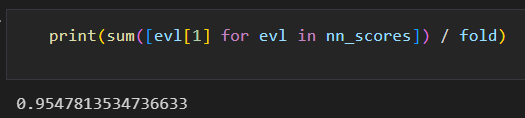 print(sum([evl[1] for evl in nn_scores]) / fold)
0.9547813534736633